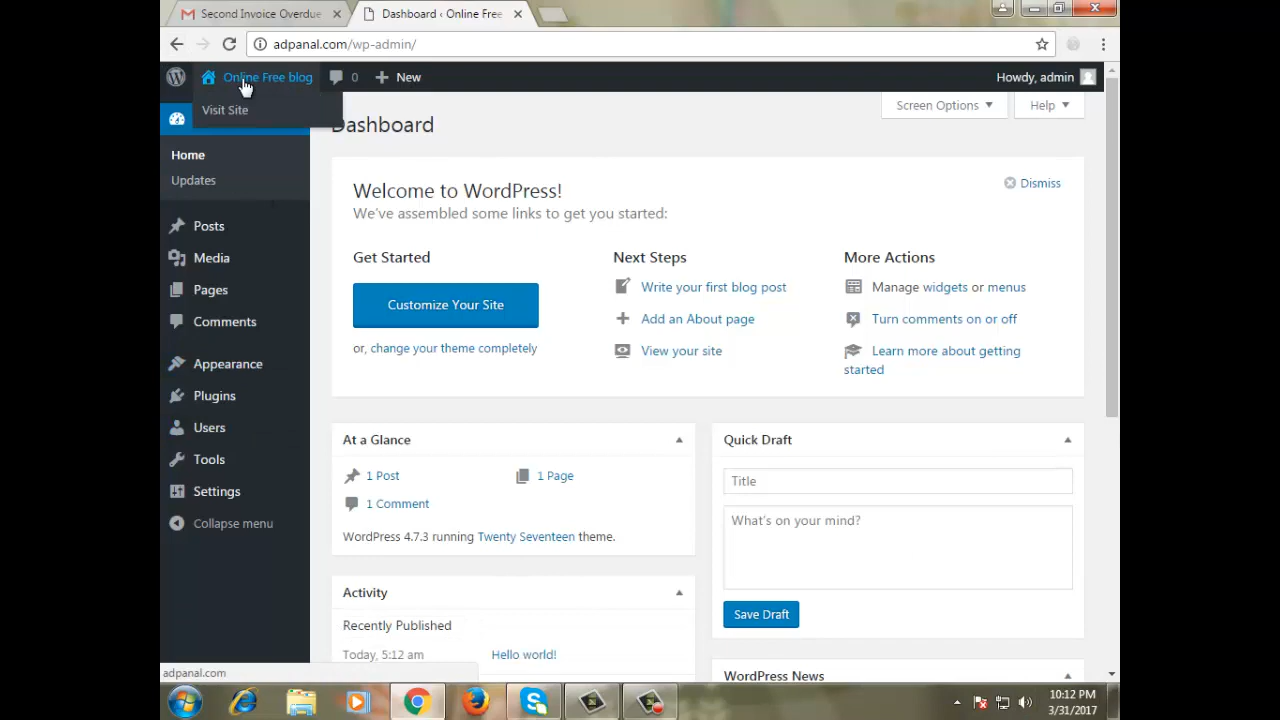 Second Invoice Overdue
Dashboard ‹ Online Free
adpanal.com/wp-admin/
Online Free blog
0
New
Howdy, admin
Visit Site
Screen Options
Help
Dashboard
Home
Updates
Posts
Media
Pages
Comments
Appearance
Plugins
Users
Tools
Settings
Collapse menu
Welcome to WordPress!
Dismiss
We've assembled some links to get you started:
Get Started
Customize Your Site
or, change your theme completely
Next Steps
Write your first blog post
Add an About page
View your site
More Actions
Manage widgets or menus
Turn comments on or off
Learn more about getting
started
At a Glance
1 Post
1 Page
1 Comment
WordPress 4.7.3 running Twenty Seventeen theme.
Activity
Recently Published
Today, 5:12 am
Hello world!
Quick Draft
Title
What's on your mind?
Save Draft
WordPress News
adpanal.com
10:12 PM
3/31/2017